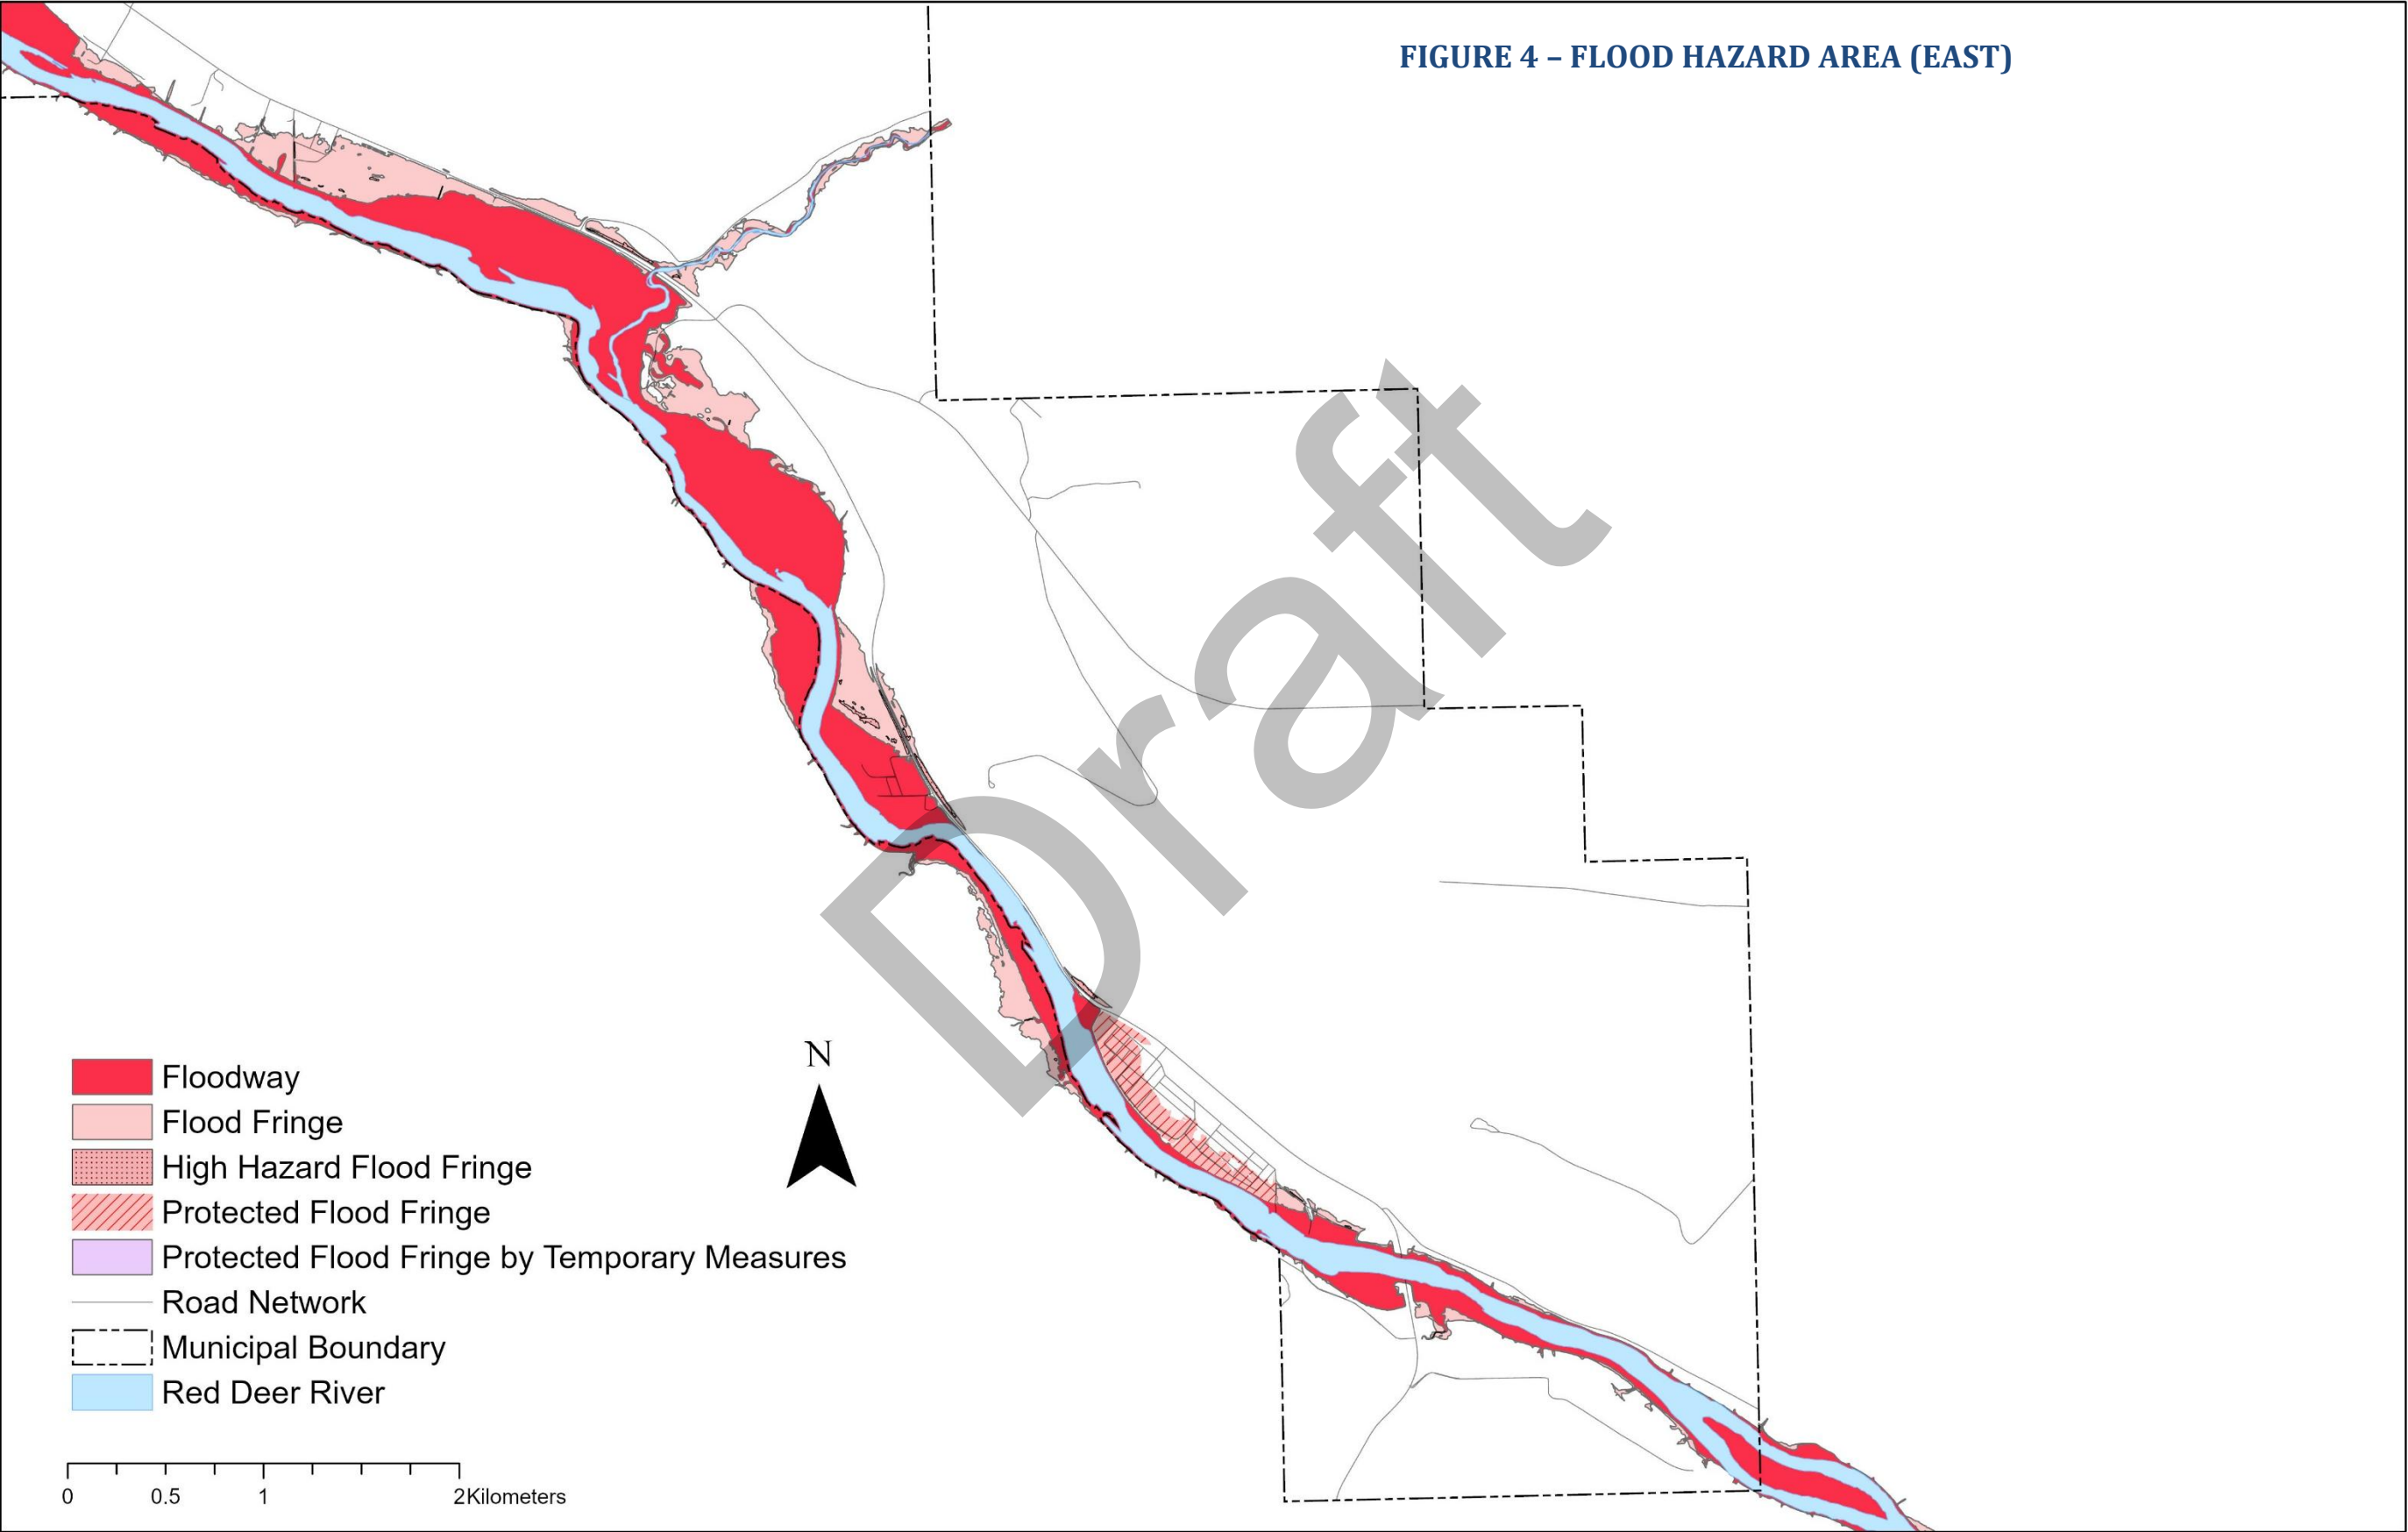 FIGURE 4 – FLOOD HAZARD AREA (EAST)
Draft
N
Floodway
Flood Fringe
High Hazard Flood Fringe
Protected Flood Fringe
Protected Flood Fringe by Temporary Measures
Road Network
Municipal Boundary
Red Deer River
0 0.5 1 2Kilometers